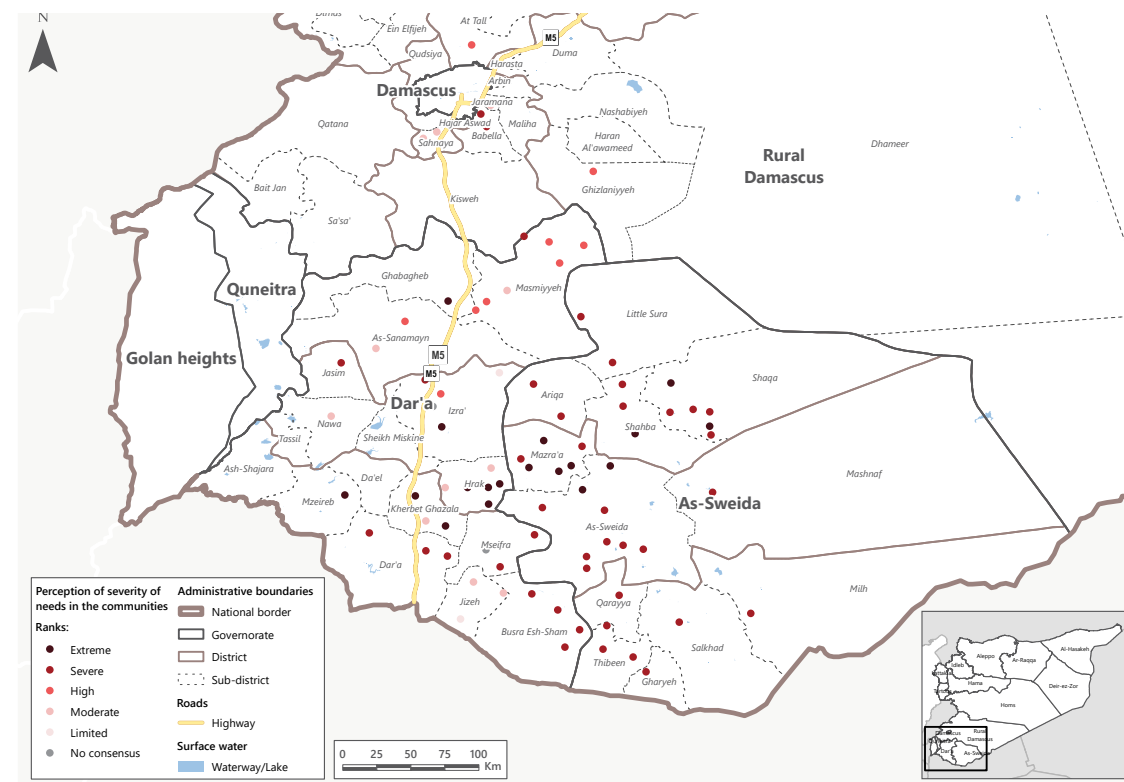 N
Dimas
Ein Elfijeh
At Tall
M5
Qudsiya
Duma
Harasta
Arbin
Damascus
Jaramana
Nashabiyeh
Qatana
Hajar Aswad
Maliha
Babella
Sahnaya
Haran
Al'awameed
Dhameer
Rural
Damascus
Bait Jan
Ghizlaniyyeh
Kisweh
Sa'sa'
Ghabagheb
Quneitra
Masmiyyeh
Little Sura
As-Sanamayn
Golan heights
M5
Jasim
M5
Shaqa
Ariqa
Dar'a
Izra'
Nawa
Shahba
Tassil
Sheikh Miskine
Mazra'a
Ash-Shajara
Da'el
Hrak
Mashnaf
Mzeireb
Kherbet Ghazala
As-Sweida
As-Sweida
Mseifra
Dar'a
Milh
Jizeh
Qarayya
Busra Esh-Sham
Salkhad
Thibeen
Gharyeh
Perception of severity of
needs in the communities
Ranks:
Extreme
Severe
High
Moderate
Limited
No consensus
Administrative boundaries
National border
Governorate
District
Sub-district
Roads
Highway
Surface water
Waterway/Lake
0 25 50 75 100
Km
Al-Hasakeh
Aleppo
Ar-Raqqa
Idleb
Hama
Deir-ez-Zor
Homs
Rural
Damascus
Damascus
Dar'a